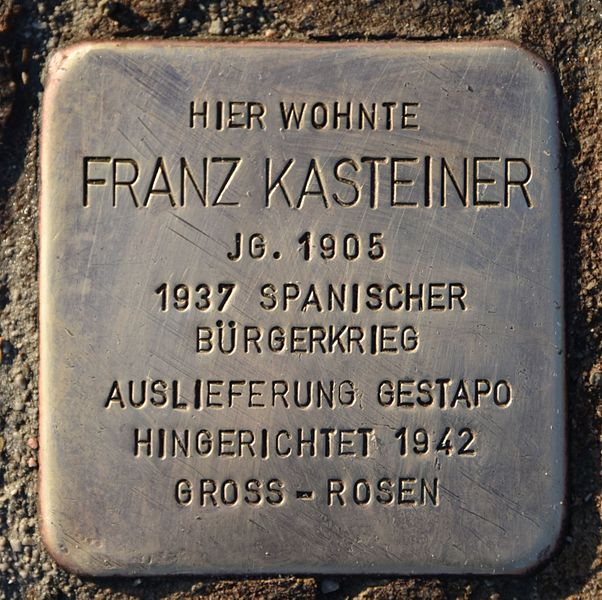 HIER WOHNTE
FRANZ KASTEINER
JG. 1905
1937 SPANISCHER
BÜRGERKRIEG
AUSLIEFERUNG GESTAPO
HINGERICHTET 1942
GROSS-ROSEN